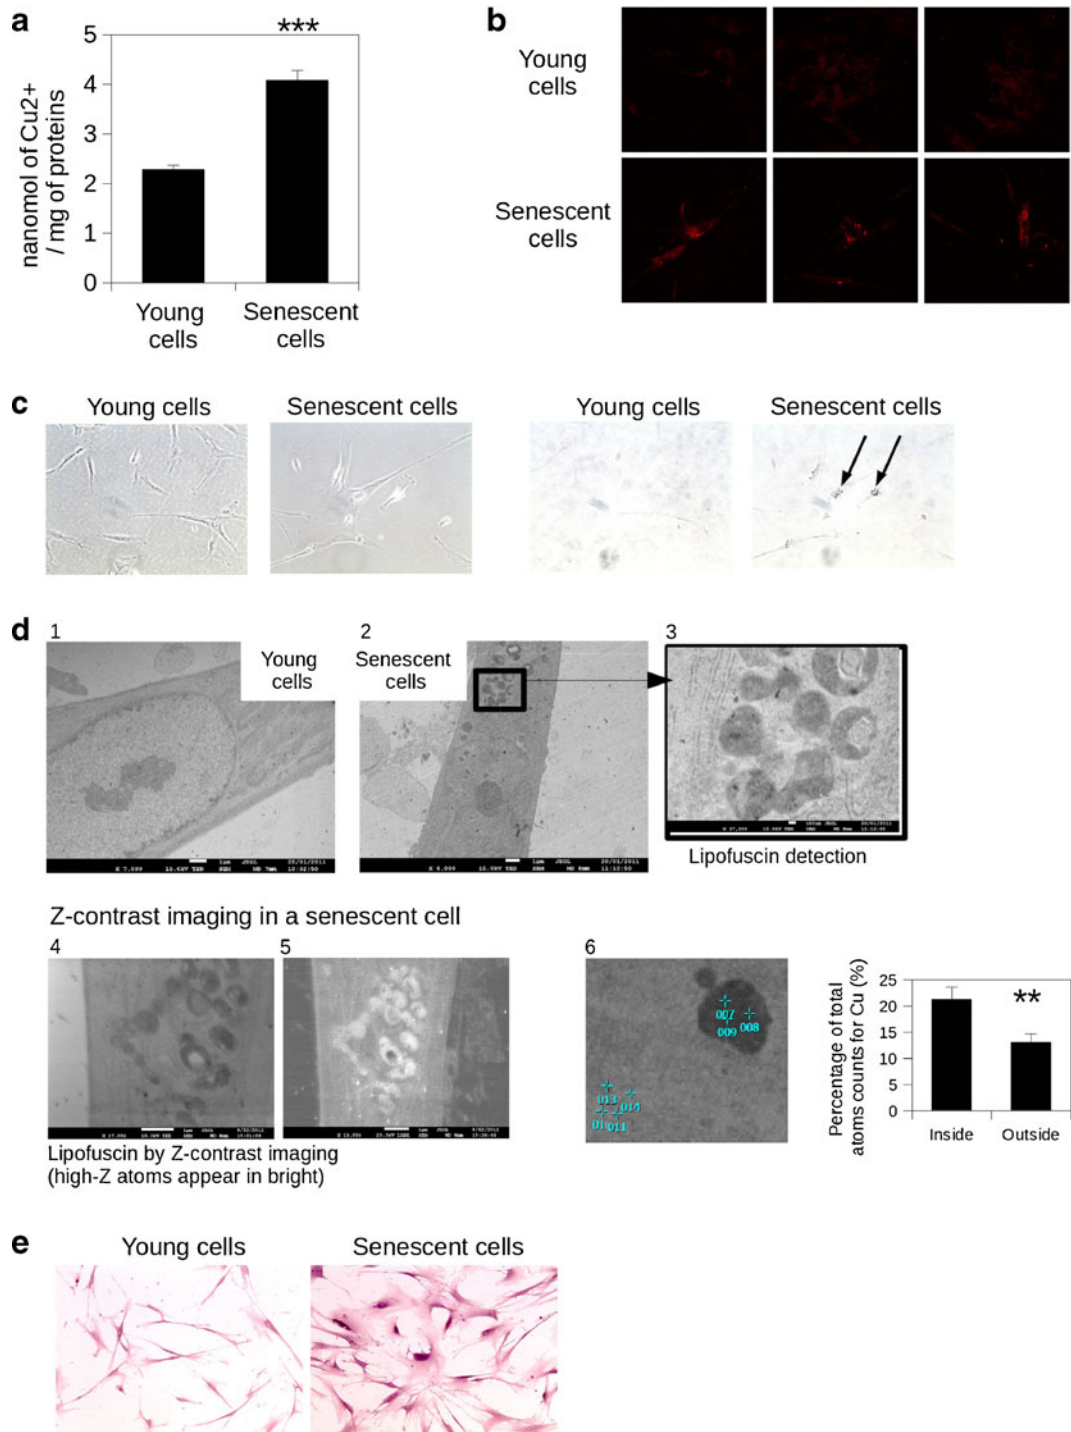 a
5
4
3
2
1
0
nanomol of Cu2+
/ mg of proteins
***
Young
cells
Senescent
cells
b
Young
cells
Senescent
cells
c
Young cells
Senescent cells
Young cells
Senescent cells
d
1
Young
cells
2
Senescent
cells
3
Lipofuscin detection
Z-contrast imaging in a senescent cell
4
5
Lipofuscin by Z-contrast imaging
(high-Z atoms appear in bright)
6
007
009
008
013
014
011
Percentage of total
atoms counts for Cu (%)
25
20
15
10
5
0
**
Inside
Outside
e
Young cells
Senescent cells